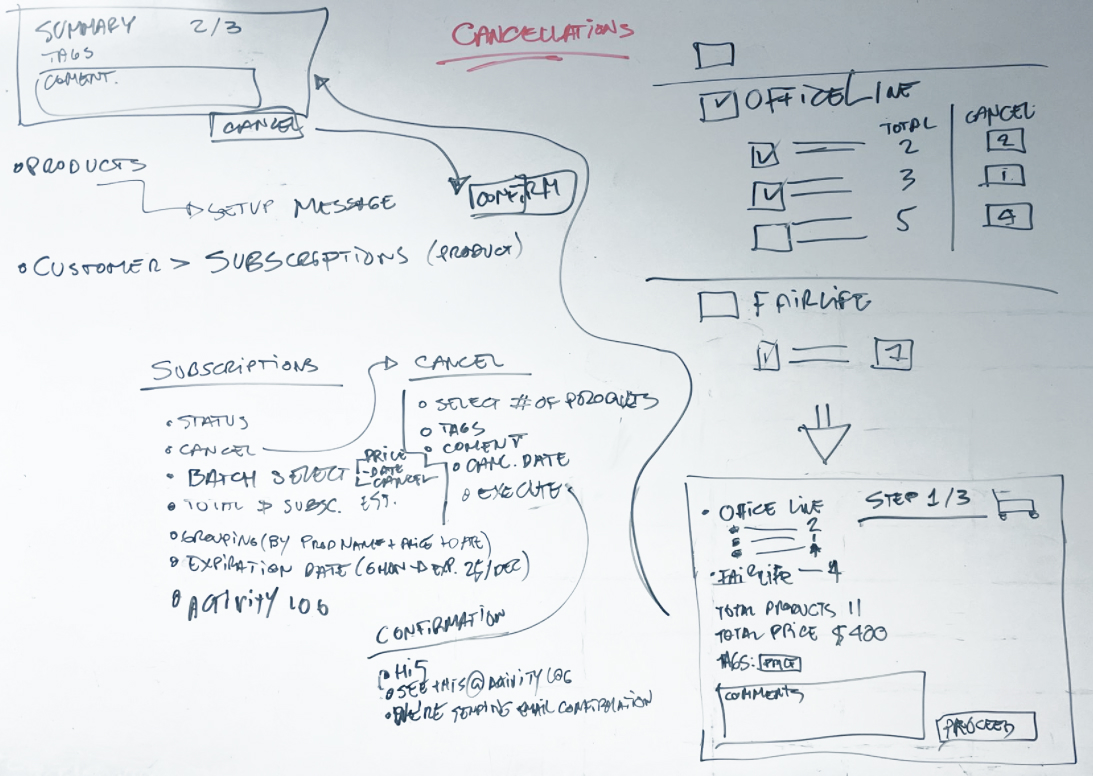 CANCELLATIONS
SUMMARY 2/3
TAGS
COMENT.
CANCEL
CONFIRM
PRODUCTS
SETUP MESSAGE
CUSTOMER > SUBSCRIPTIONS (PRODUCT)
SUBSCRIPTIONS
STATUS
CANCEL
BATCH SELECT
PRICE
DATE
CANCEL
TOTAL # SUBSC. EST.
GROUPING (BY PROD NAME + PRICE + DATE)
EXPIRATION DATE (6 MON → EXP. 25/DEC)
ACTIVITY LOG
CANCEL
SELECT # OF PRODUCTS
TAGS
COMENT
CANC. DATE
EXECUTE
CONFIRMATION
Hi5
SEE THIS @ ACTIVITY LOG
WE'RE SENDING EMAIL CONFIRMATION
OFFICE LINE
TOTAL CANCEL
2 2
3 1
5 4
FAIRLIFE
7
STEP 1/3
OFFICE LINE
2
1
FAIRLIFE — 4
TOTAL PRODUCTS 11
TOTAL PRICE $400
TAGS: PRICE
COMMENTS
PROCEED